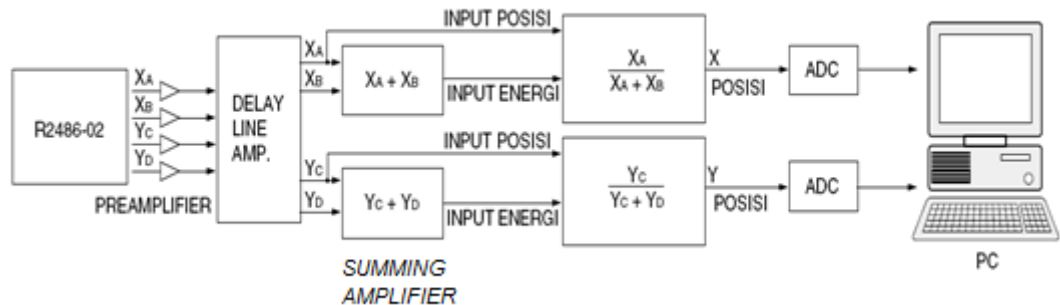 R2486-02
XA
XB
YC
YD
PREAMPLIFIER
DELAY
LINE
AMP.
XA
XB
YC
YD
INPUT POSISI
XA + XB
INPUT ENERGI
XA
XA + XB
X
POSISI
ADC
INPUT POSISI
YC + YD
INPUT ENERGI
YC
YC + YD
Y
POSISI
ADC
SUMMING
AMPLIFIER
PC